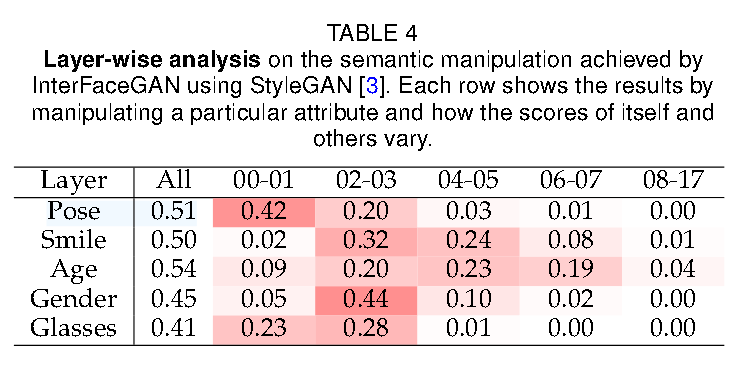 TABLE 4
Layer-wise analysis on the semantic manipulation achieved by
InterFaceGAN using StyleGAN [3]. Each row shows the results by
manipulating a particular attribute and how the scores of itself and
others vary.
Layer All 00-01 02-03 04-05 06-07 08-17
Pose 0.51 0.42 0.20 0.03 0.01 0.00
Smile 0.50 0.02 0.32 0.24 0.08 0.01
Age 0.54 0.09 0.20 0.23 0.19 0.04
Gender 0.45 0.05 0.44 0.10 0.02 0.00
Glasses 0.41 0.23 0.28 0.01 0.00 0.00